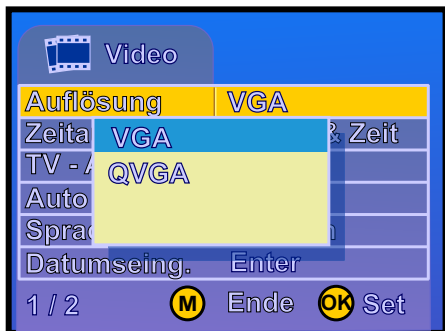 Video
Auflösung VGA
Zeita & Zeit
VGA
TV - A
QVGA
Auto
Sprac
Datumseing. Enter
1 / 2 M Ende OK Set